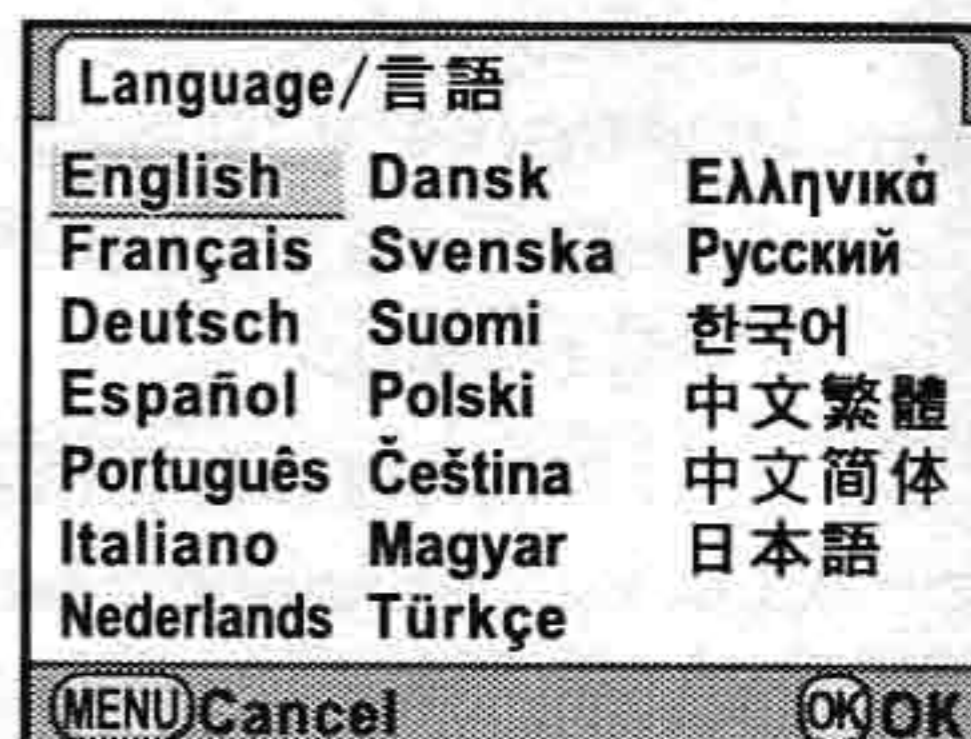 Language/言語
English Dansk Ελληνικά
Français Svenska Русский
Deutsch Suomi 한국어
Español Polski 中文繁體
Português Čeština 中文简体
Italiano Magyar 日本語
Nederlands Türkçe
MENU Cancel OK OK